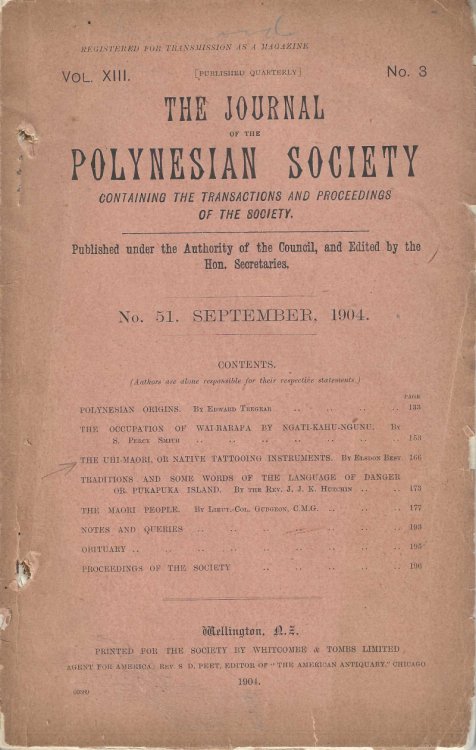 REGISTERED FOR TRANSMISSION AS A MAGAZINE
VOL. XIII. [PUBLISHED QUARTERLY] No. 3
THE JOURNAL
OF THE
POLYNESIAN SOCIETY
CONTAINING THE TRANSACTIONS AND PROCEEDINGS
OF THE SOCIETY.
Published under the Authority of the Council, and Edited by the
Hon. Secretaries.
No. 51. SEPTEMBER, 1904.
CONTENTS.
(Authors are alone responsible for their respective statements.)
PAGE
POLYNESIAN ORIGINS. By Edward Tregear .. .. .. .. 133
THE OCCUPATION OF WAI-RARAPA BY NGATI-KAHU-NGUNU. By
S. Percy Smith .. .. .. .. .. .. .. 153
THE UHI-MAORI, OR NATIVE TATTOOING INSTRUMENTS. By Elsdon Best 166
TRADITIONS AND SOME WORDS OF THE LANGUAGE OF DANGER
OR PUKAPUKA ISLAND. By the Rev. J. J. K. Hutchin .. .. 173
THE MAORI PEOPLE. By Lieut.-Col. Gudgeon, C.M.G. .. .. 177
NOTES AND QUERIES .. .. .. .. .. .. 193
OBITUARY .. .. .. .. .. .. .. .. 195
PROCEEDINGS OF THE SOCIETY .. .. .. .. 196
Wellington, N.Z.
PRINTED FOR THE SOCIETY BY WHITCOMBE & TOMBS LIMITED
AGENT FOR AMERICA: REV. S. D. PEET, EDITOR OF "THE AMERICAN ANTIQUARY," CHICAGO
1904.